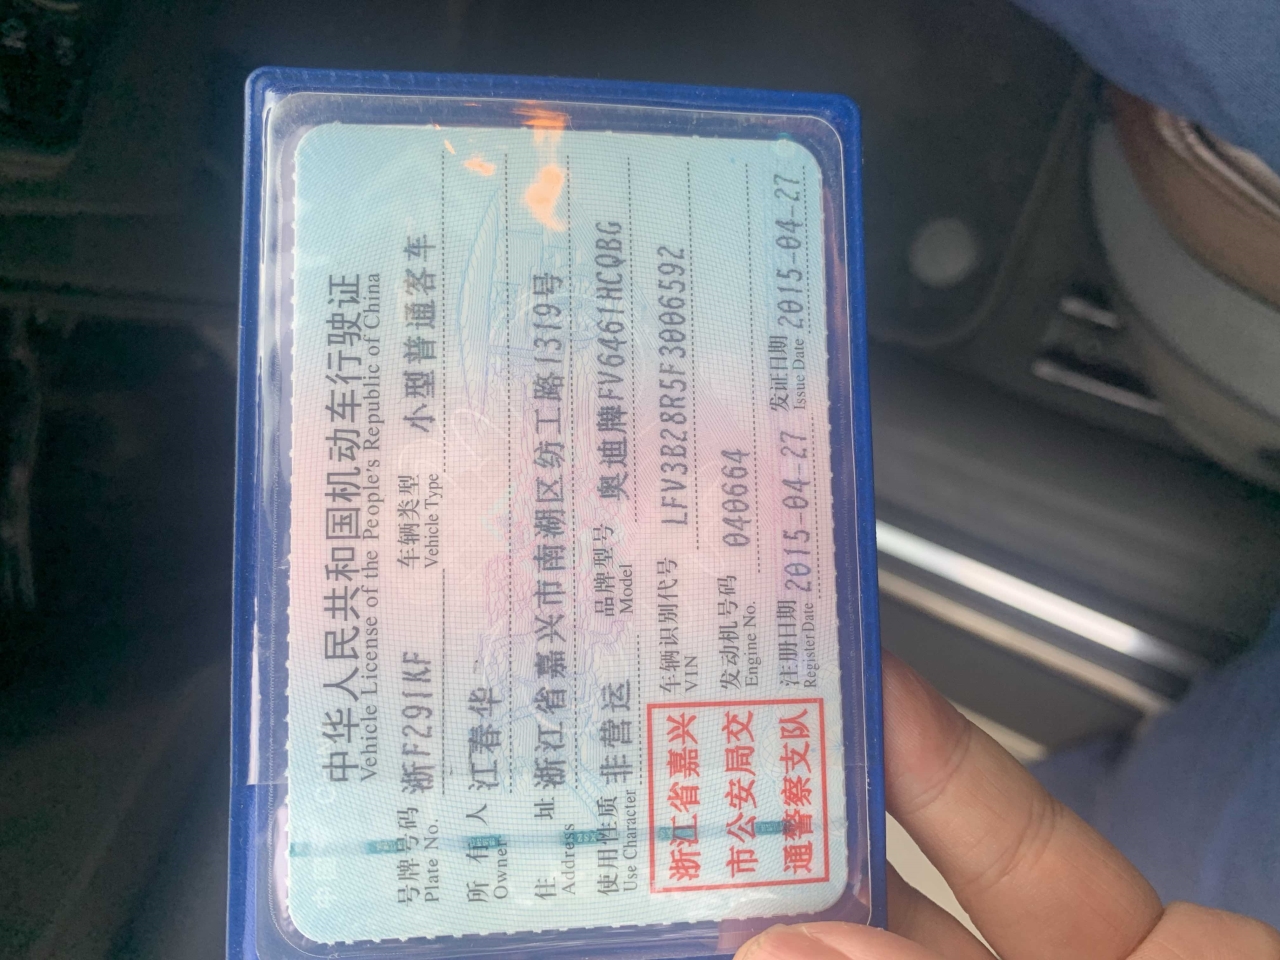 中华人民共和国机动车行驶证
Vehicle License of the People's Republic of China
号牌号码 浙F291KF 车辆类型 小型普通客车
Plate No. Vehicle Type
所有人 江春华
Owner
住址 浙江省嘉兴市南湖区纺工路1319号
Address
使用性质 非营运 品牌型号 奥迪牌FV6461HCQBG
Use Character Model
浙江省嘉兴
市公安局交
通警察支队
车辆识别代号 LFV3B28R5F3006592
VIN
发动机号码 040664
Engine No.
注册日期 2015-04-27 发证日期 2015-04-27
Register Date Issue Date